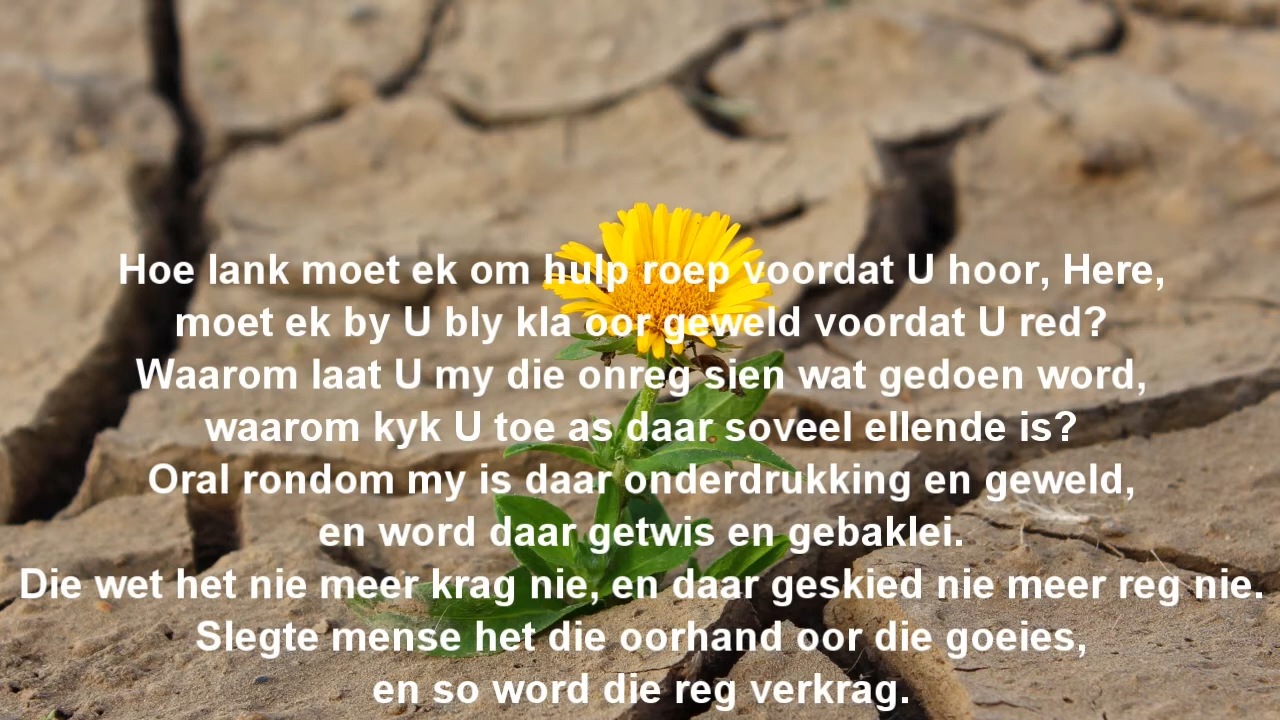 Hoe lank moet ek om hulp roep voordat U hoor, Here,
moet ek by U bly kla oor geweld voordat U red?
Waarom laat U my die onreg sien wat gedoen word,
waarom kyk U toe as daar soveel ellende is?
Oral rondom my is daar onderdrukking en geweld,
en word daar getwis en gebaklei.
Die wet het nie meer krag nie, en daar geskied nie meer reg nie.
Slegte mense het die oorhand oor die goeies,
en so word die reg verkrag.